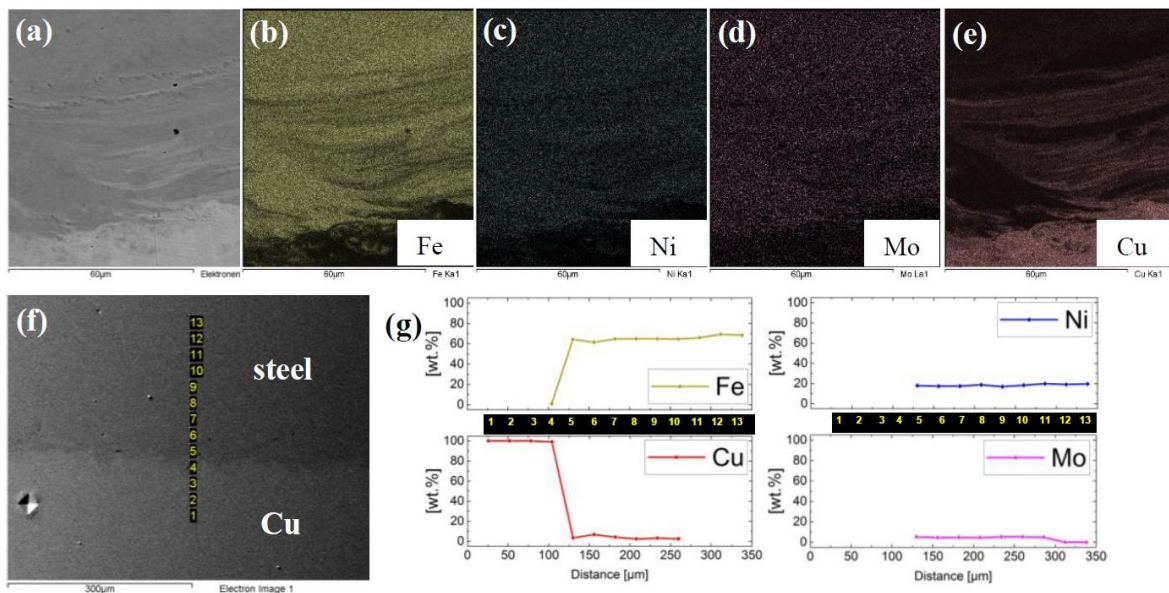 (a)
(b)
(c)
(d)
(e)
Fe
Ni
Mo
Cu
60µm
Elektronen
60µm
Fe Ka1
60µm
Ni Ka1
60µm
Mo La1
60µm
Cu Ka1
(f)
13
12
11
10
9
8
7
6
5
4
3
2
1
steel
Cu
300µm
Electron Image 1
(g)
[wt.%]
100
80
60
40
20
0
Fe
1 2 3 4 5 6 7 8 9 10 11 12 13
[wt.%]
100
80
60
40
20
0
Cu
0 50 100 150 200 250 300 350
Distance [µm]
[wt.%]
100
80
60
40
20
0
Ni
1 2 3 4 5 6 7 8 9 10 11 12 13
[wt.%]
100
80
60
40
20
0
Mo
0 50 100 150 200 250 300 350
Distance [µm]